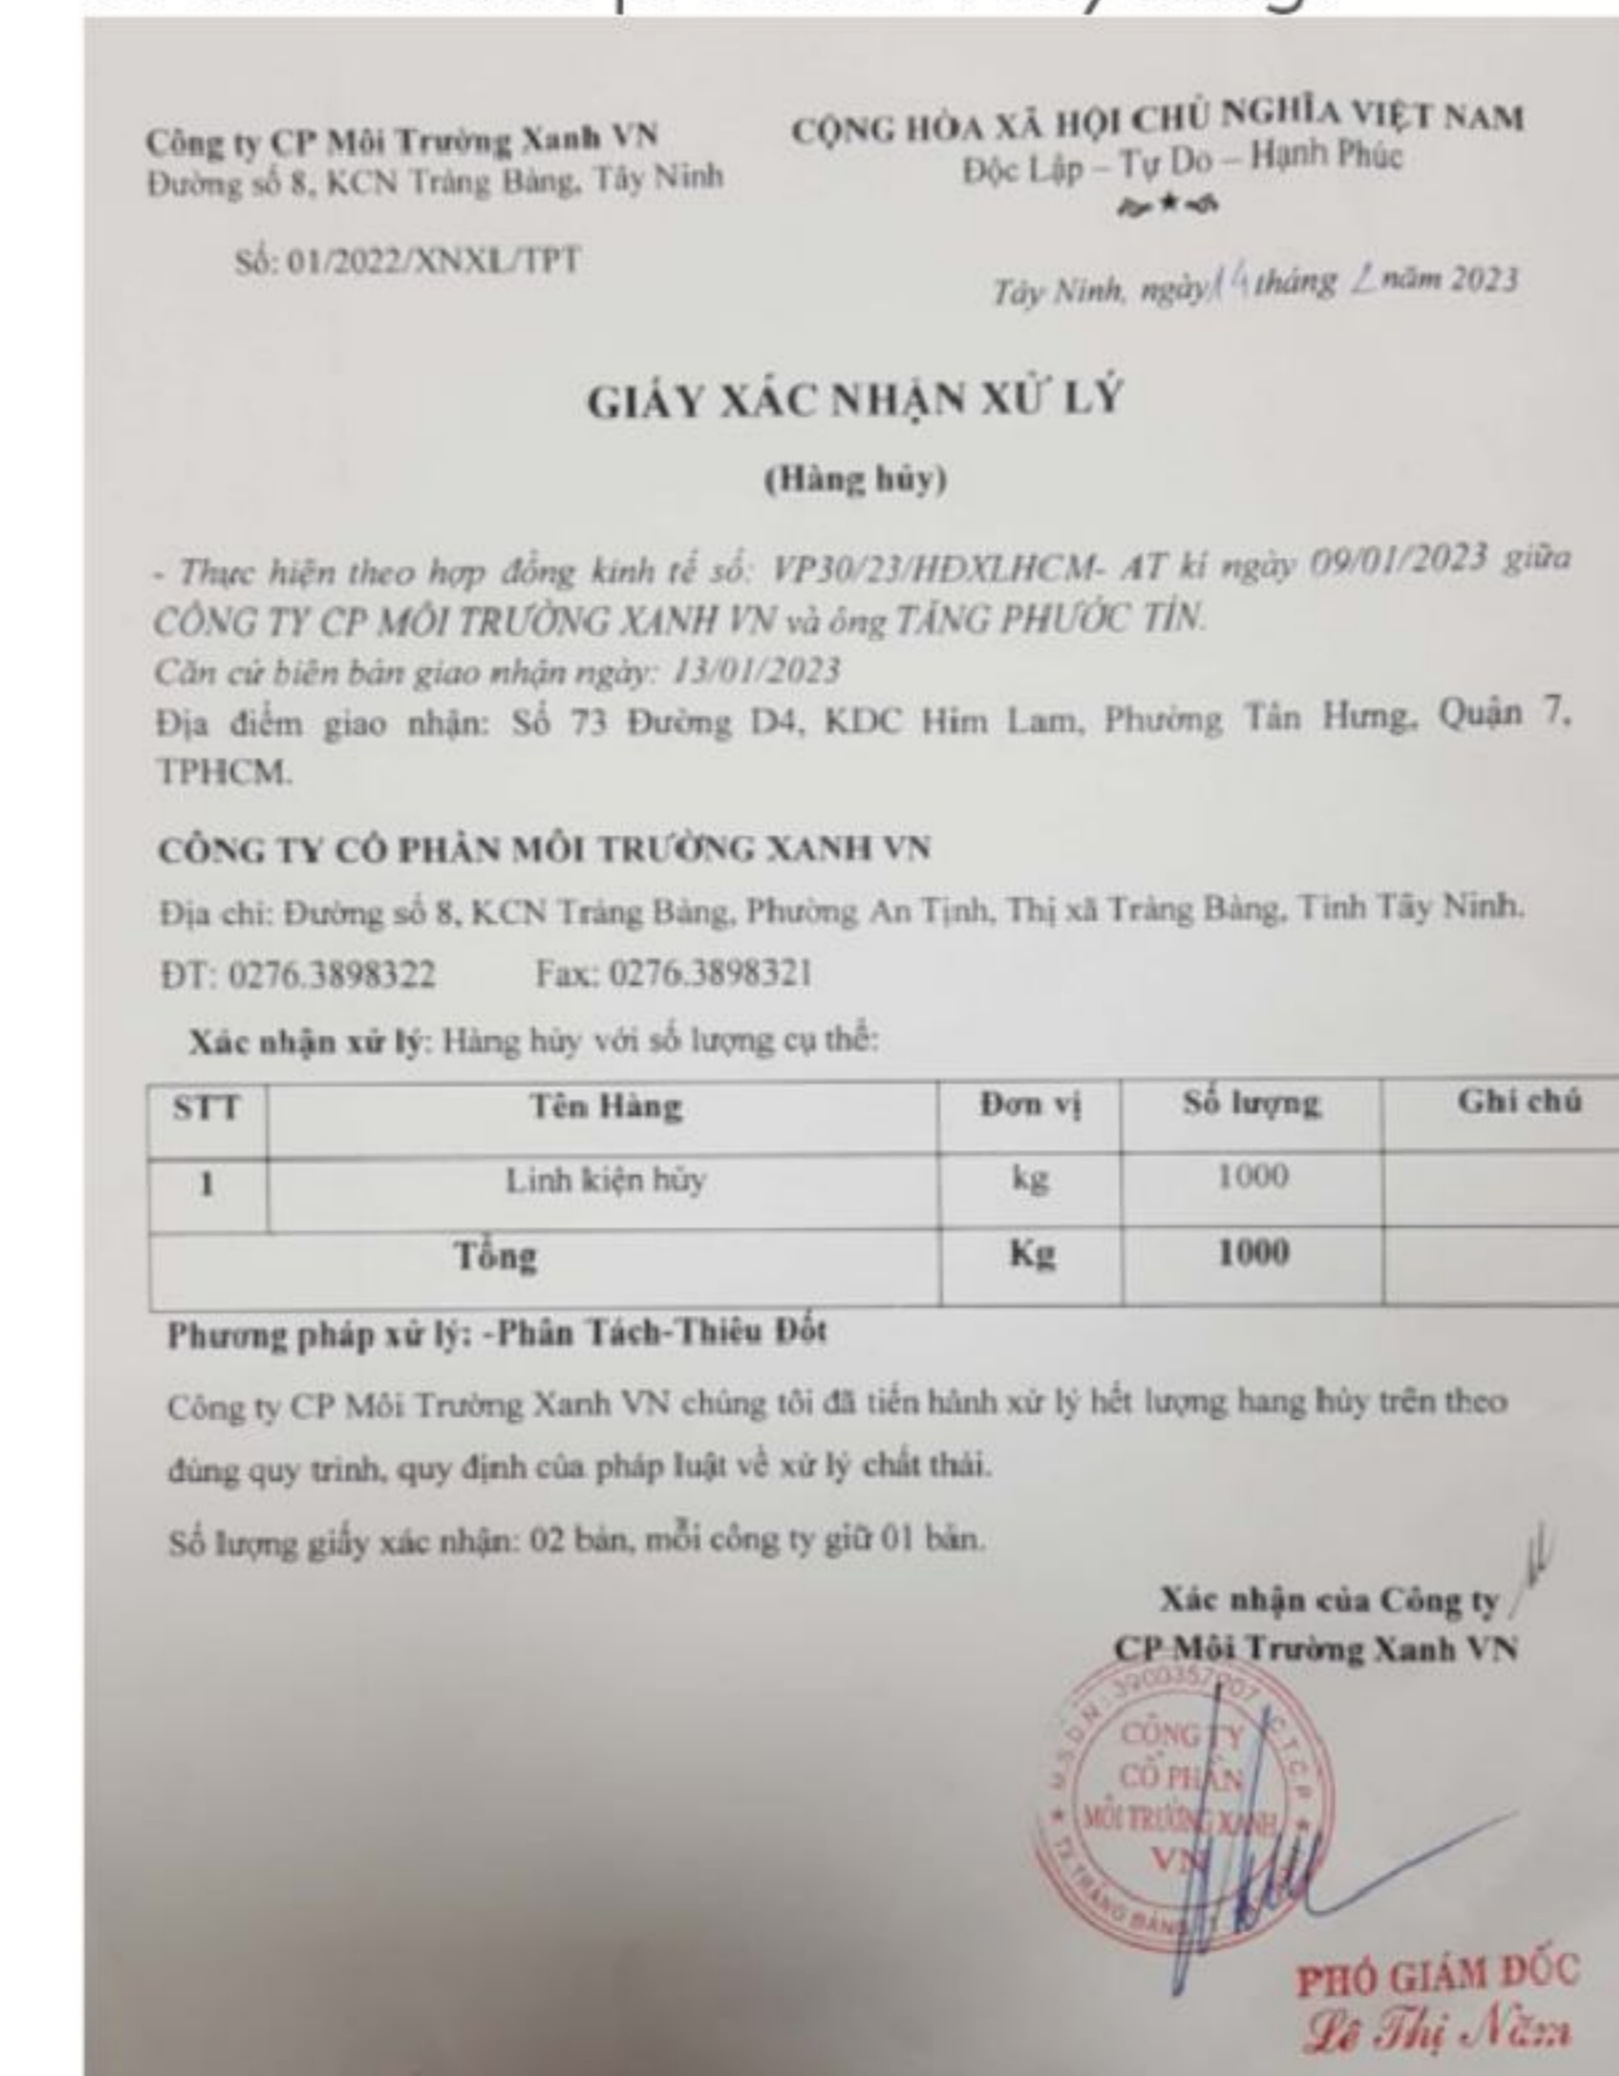 Công ty CP Môi Trường Xanh VN
Đường số 8, KCN Trảng Bàng, Tây Ninh
Số: 01/2022/XNXL/TPT
CỘNG HÒA XÃ HỘI CHỦ NGHĨA VIỆT NAM
Độc Lập – Tự Do – Hạnh Phúc
Tây Ninh, ngày 14 tháng 2 năm 2023
GIẤY XÁC NHẬN XỬ LÝ
(Hàng hủy)
- Thực hiện theo hợp đồng kinh tế số: VP30/23/HĐXLHCM- AT kí ngày 09/01/2023 giữa
CÔNG TY CP MÔI TRƯỜNG XANH VN và ông TĂNG PHƯỚC TÍN.
Căn cứ biên bản giao nhận ngày: 13/01/2023
Địa điểm giao nhận: Số 73 Đường D4, KDC Him Lam, Phường Tân Hưng, Quận 7,
TPHCM.
CÔNG TY CỔ PHẦN MÔI TRƯỜNG XANH VN
Địa chỉ: Đường số 8, KCN Trảng Bàng, Phường An Tịnh, Thị xã Trảng Bàng, Tỉnh Tây Ninh.
ĐT: 0276.3898322 Fax: 0276.3898321
Xác nhận xử lý: Hàng hủy với số lượng cụ thể:
STT Tên Hàng Đơn vị Số lượng Ghi chú
1 Linh kiện hủy kg 1000
Tổng Kg 1000
Phương pháp xử lý: -Phân Tách-Thiêu Đốt
Công ty CP Môi Trường Xanh VN chúng tôi đã tiến hành xử lý hết lượng hang hủy trên theo
đúng quy trình, quy định của pháp luật về xử lý chất thải.
Số lượng giấy xác nhận: 02 bản, mỗi công ty giữ 01 bản.
Xác nhận của Công ty
CP Môi Trường Xanh VN
M.S.D.N: 3900357007 C.T.C.P
CÔNG TY
CỔ PHẦN
MÔI TRƯỜNG XANH
VN
TX.TRẢNG BÀNG
PHÓ GIÁM ĐỐC
Lê Thị Năm